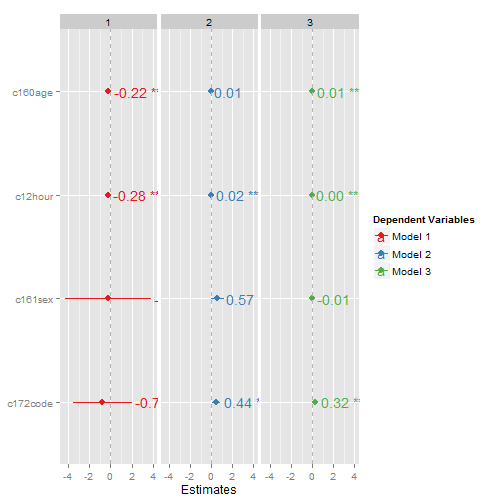 1 2 3
c160age -0.22 ** 0.01 0.01 **
c12hour -0.28 ** 0.02 ** 0.00 **
c161sex 0.57 -0.01
c172code -0.7 0.44 * 0.32 **
-4 -2 0 2 4 -4 -2 0 2 4 -4 -2 0 2 4
Estimates
Dependent Variables
a Model 1
a Model 2
a Model 3